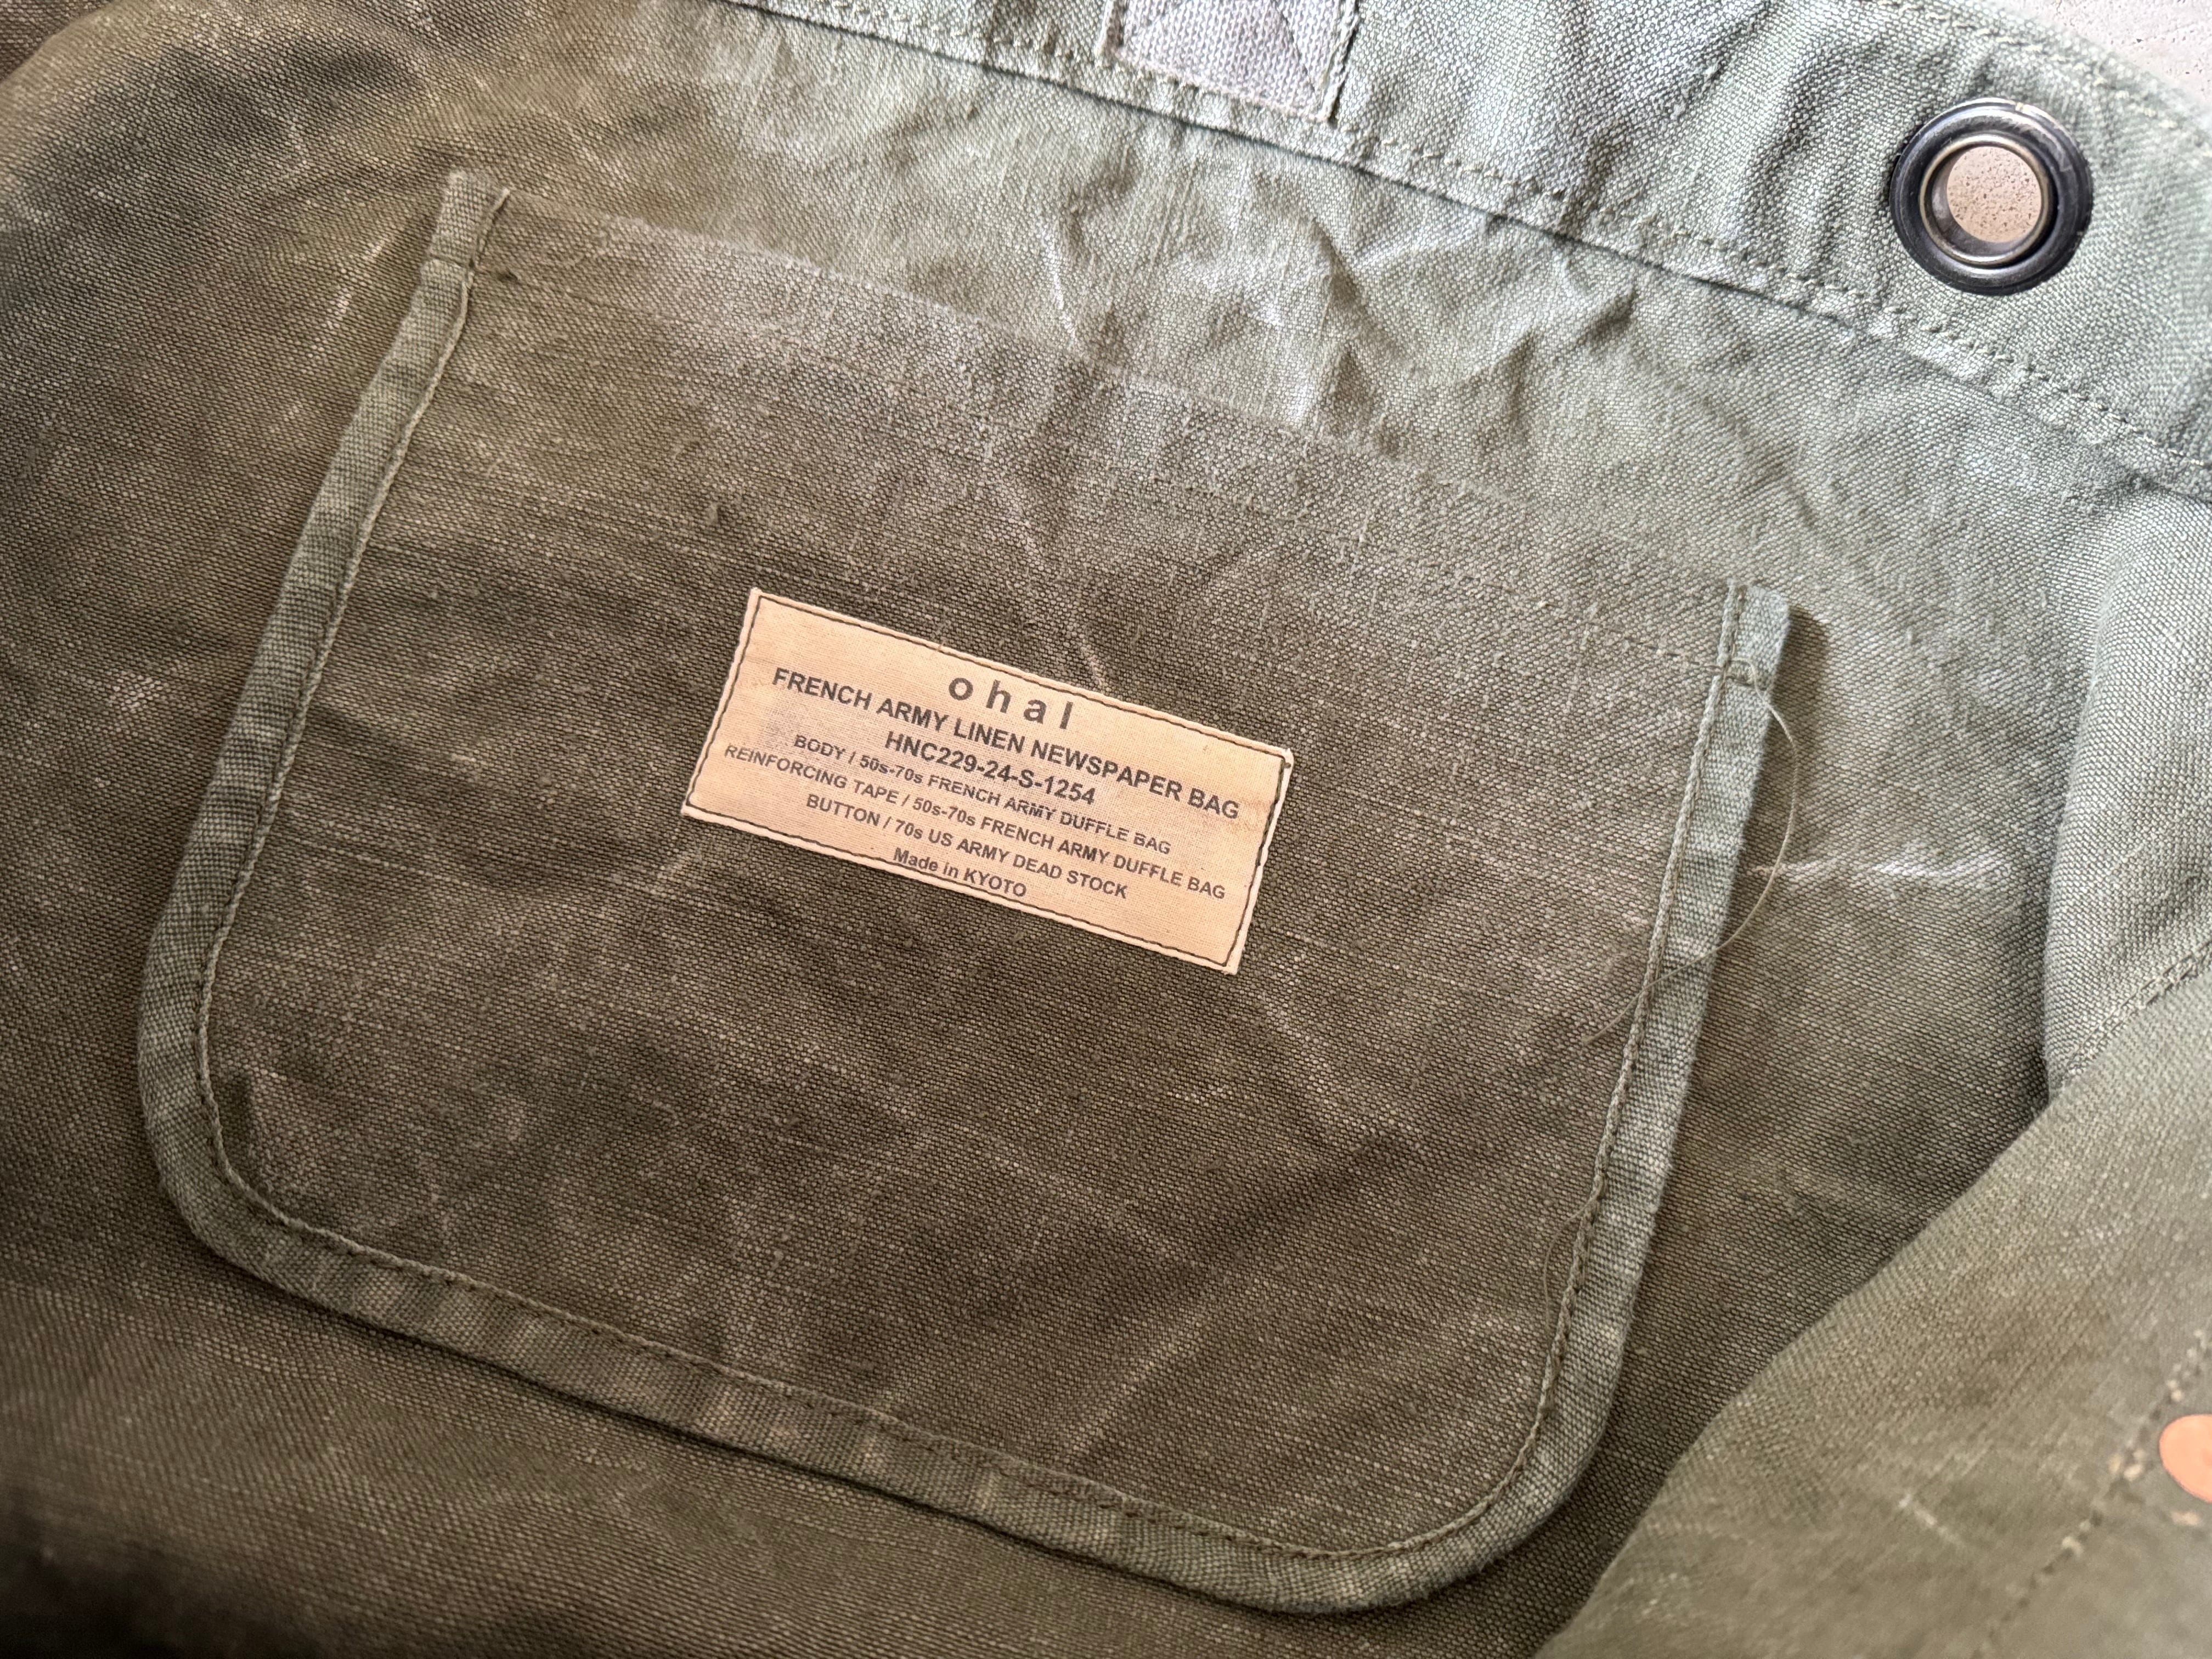 ohal
FRENCH ARMY LINEN NEWSPAPER BAG
HNC229-24-S-1254
BODY / 50s-70s FRENCH ARMY DUFFLE BAG
REINFORCING TAPE / 50s-70s FRENCH ARMY DUFFLE BAG
BUTTON / 70s US ARMY DEAD STOCK
Made in KYOTO